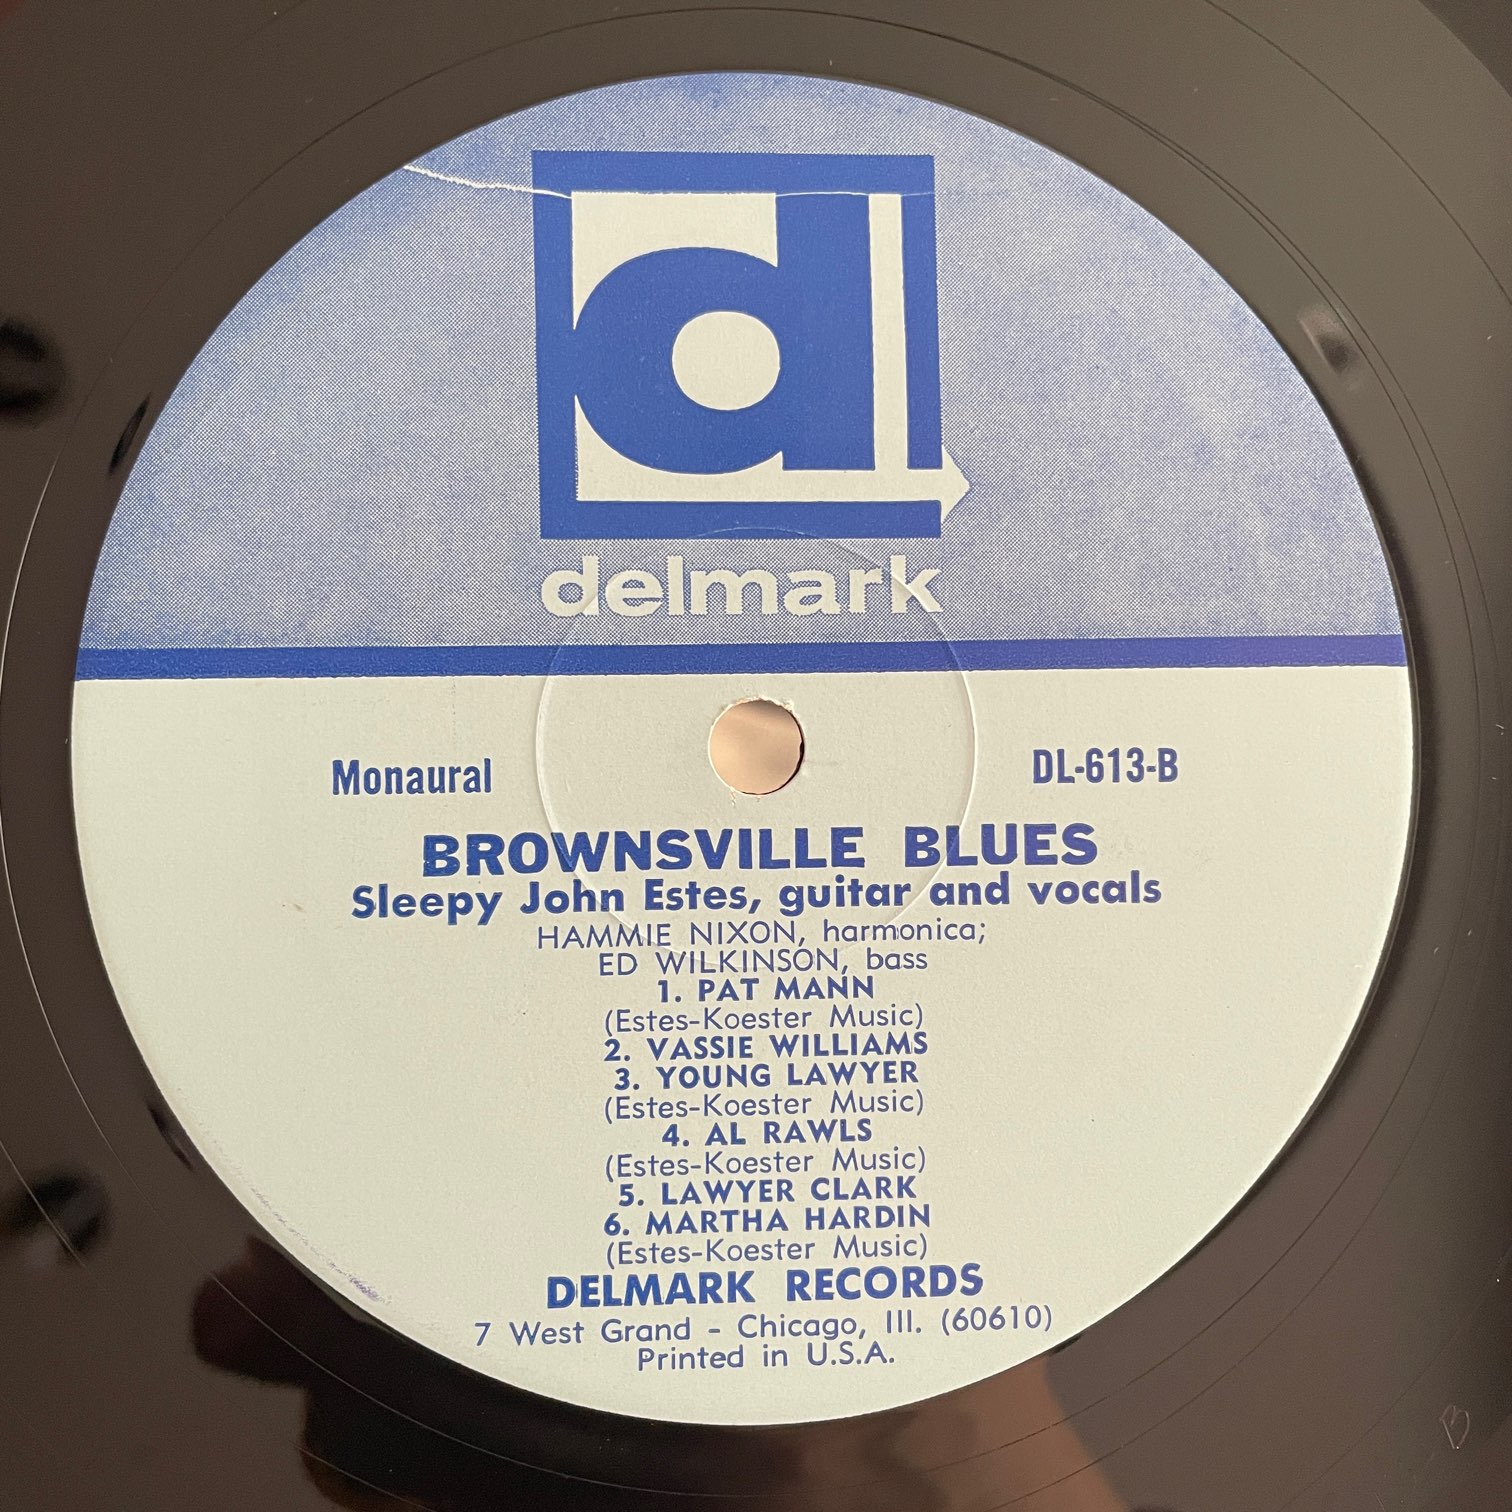 dl
delmark
Monaural
DL-613-B
BROWNSVILLE BLUES
Sleepy John Estes, guitar and vocals
HAMMIE NIXON, harmonica;
ED WILKINSON, bass
1. PAT MANN
(Estes-Koester Music)
2. VASSIE WILLIAMS
3. YOUNG LAWYER
(Estes-Koester Music)
4. AL RAWLS
(Estes-Koester Music)
5. LAWYER CLARK
6. MARTHA HARDIN
(Estes-Koester Music)
DELMARK RECORDS
7 West Grand - Chicago, Ill. (60610)
Printed in U.S.A.
B